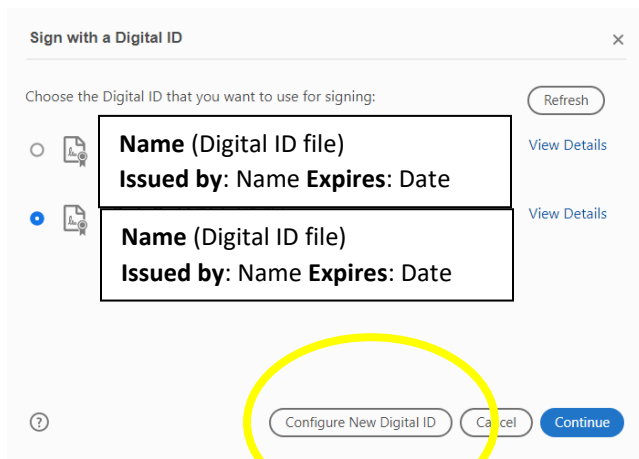 Sign with a Digital ID
Choose the Digital ID that you want to use for signing:
Refresh
Name (Digital ID file)
Issued by: Name Expires: Date
View Details
Name (Digital ID file)
Issued by: Name Expires: Date
View Details
?
Configure New Digital ID
Cancel
Continue